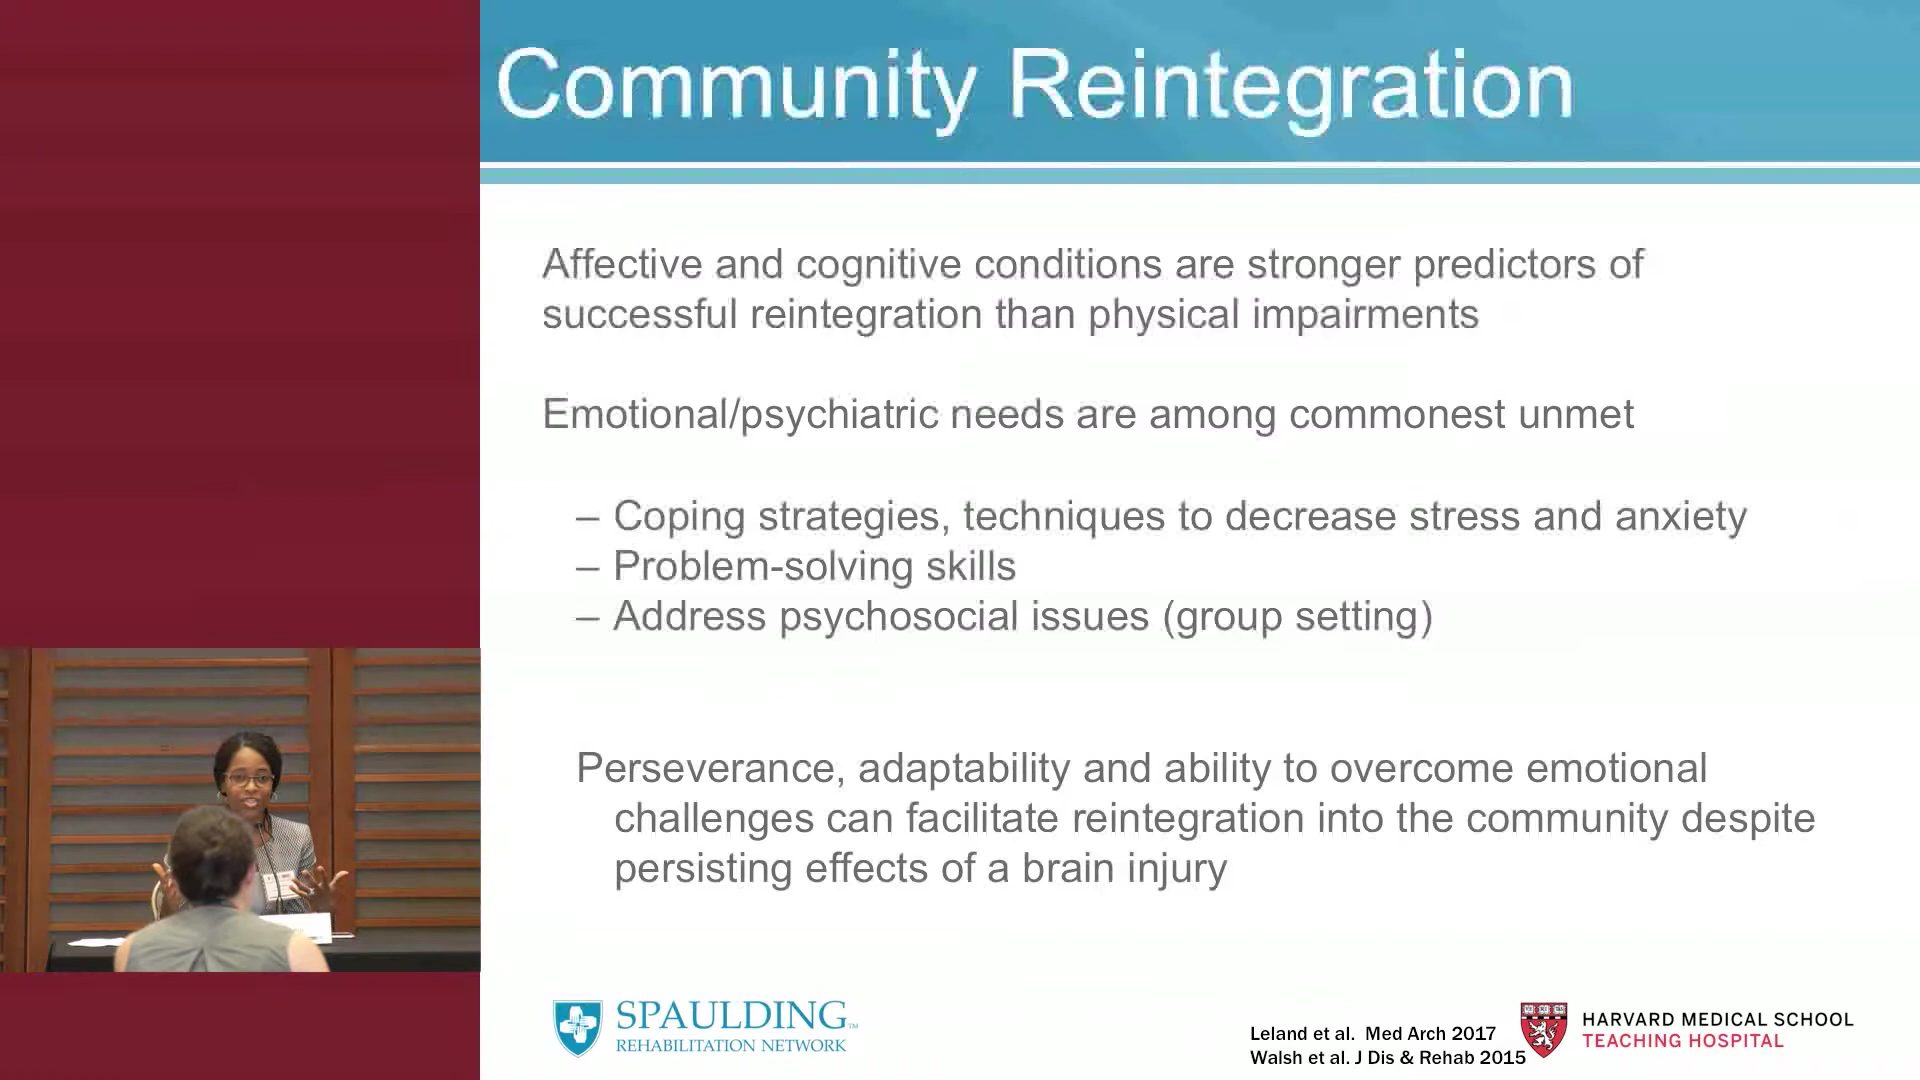 Community Reintegration
Affective and cognitive conditions are stronger predictors of
successful reintegration than physical impairments
Emotional/psychiatric needs are among commonest unmet
– Coping strategies, techniques to decrease stress and anxiety
– Problem-solving skills
– Address psychosocial issues (group setting)
Perseverance, adaptability and ability to overcome emotional
challenges can facilitate reintegration into the community despite
persisting effects of a brain injury
SPAULDING™
REHABILITATION NETWORK
Leland et al. Med Arch 2017
Walsh et al. J Dis & Rehab 2015
HARVARD MEDICAL SCHOOL
TEACHING HOSPITAL